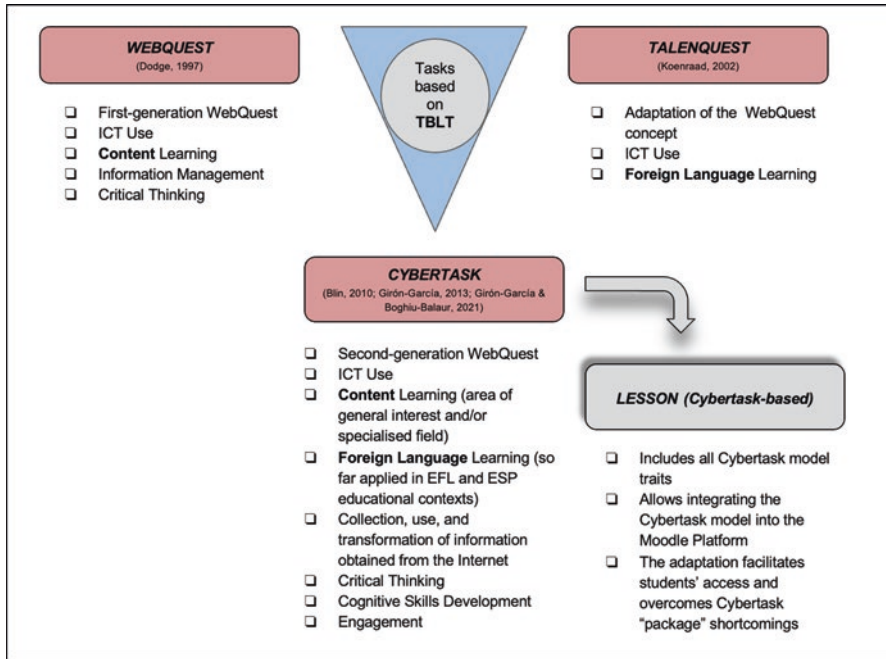 WEBQUEST
(Dodge, 1997)
❑ First-generation WebQuest
❑ ICT Use
❑ Content Learning
❑ Information Management
❑ Critical Thinking
Tasks
based
on
TBLT
TALENQUEST
(Koenraad, 2002)
❑ Adaptation of the WebQuest
concept
❑ ICT Use
❑ Foreign Language Learning
CYBERTASK
(Blin, 2010; Girón-García, 2013; Girón-García &
Boghiu-Balaur, 2021)
❑ Second-generation WebQuest
❑ ICT Use
❑ Content Learning (area of
general interest and/or
specialised field)
❑ Foreign Language Learning (so
far applied in EFL and ESP
educational contexts)
❑ Collection, use, and
transformation of information
obtained from the Internet
❑ Critical Thinking
❑ Cognitive Skills Development
❑ Engagement
LESSON (Cybertask-based)
❑ Includes all Cybertask model
traits
❑ Allows integrating the
Cybertask model into the
Moodle Platform
❑ The adaptation facilitates
students' access and
overcomes Cybertask
"package" shortcomings